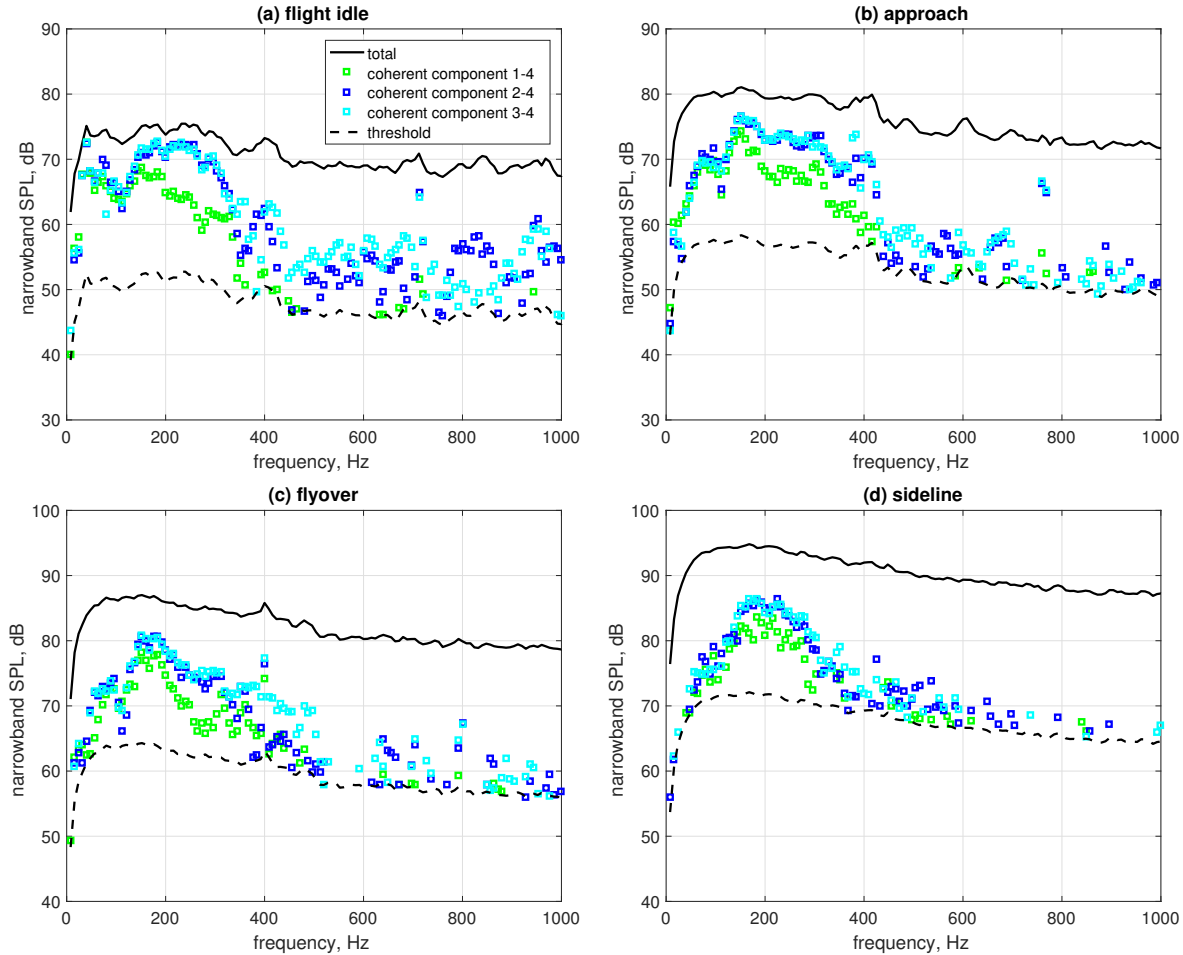 (a) flight idle
90
80
70
60
50
40
30
narrowband SPL, dB
0 200 400 600 800 1000
frequency, Hz
total
coherent component 1-4
coherent component 2-4
coherent component 3-4
threshold
(b) approach
90
80
70
60
50
40
30
narrowband SPL, dB
0 200 400 600 800 1000
frequency, Hz
(c) flyover
100
90
80
70
60
50
40
narrowband SPL, dB
0 200 400 600 800 1000
frequency, Hz
(d) sideline
100
90
80
70
60
50
40
narrowband SPL, dB
0 200 400 600 800 1000
frequency, Hz